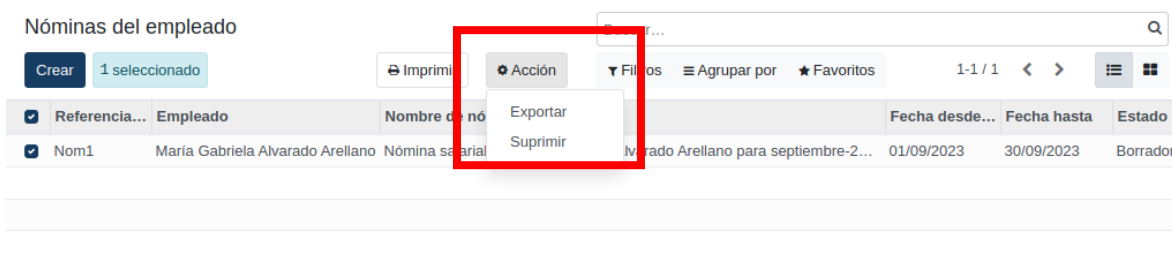 Nóminas del empleado
Crear 1 seleccionado Imprimi Acción Filtros Agrupar por Favoritos 1-1 / 1
Referencia... Empleado Nombre de nó Fecha desde... Fecha hasta Estado
Exportar
Nom1 María Gabriela Alvarado Arellano Nómina salarial lvarado Arellano para septiembre-2... 01/09/2023 30/09/2023 Borrador
Suprimir